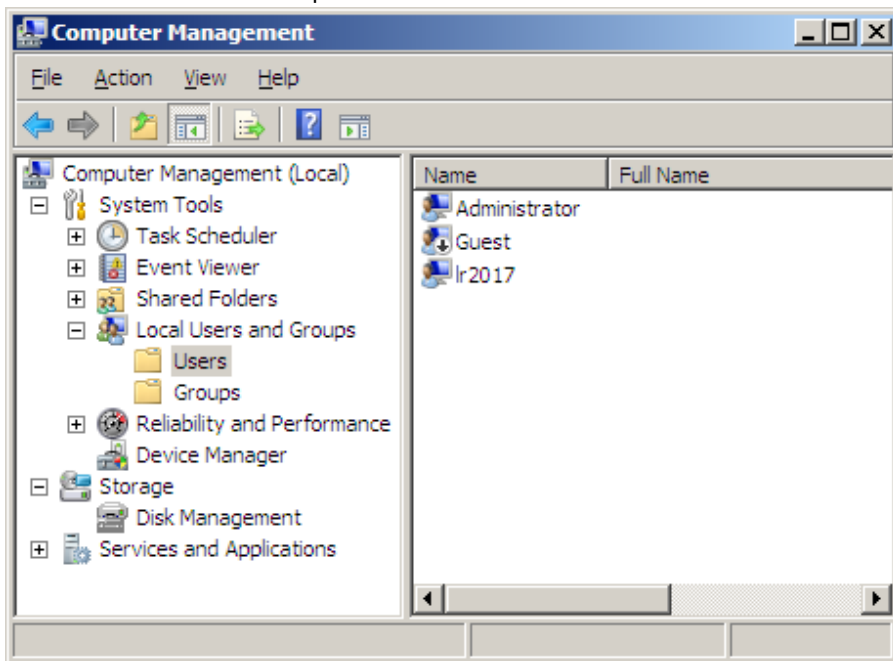 Computer Management
File Action View Help
Computer Management (Local)
System Tools
Task Scheduler
Event Viewer
Shared Folders
Local Users and Groups
Users
Groups
Reliability and Performance
Device Manager
Storage
Disk Management
Services and Applications
Name Full Name
Administrator
Guest
lr2017